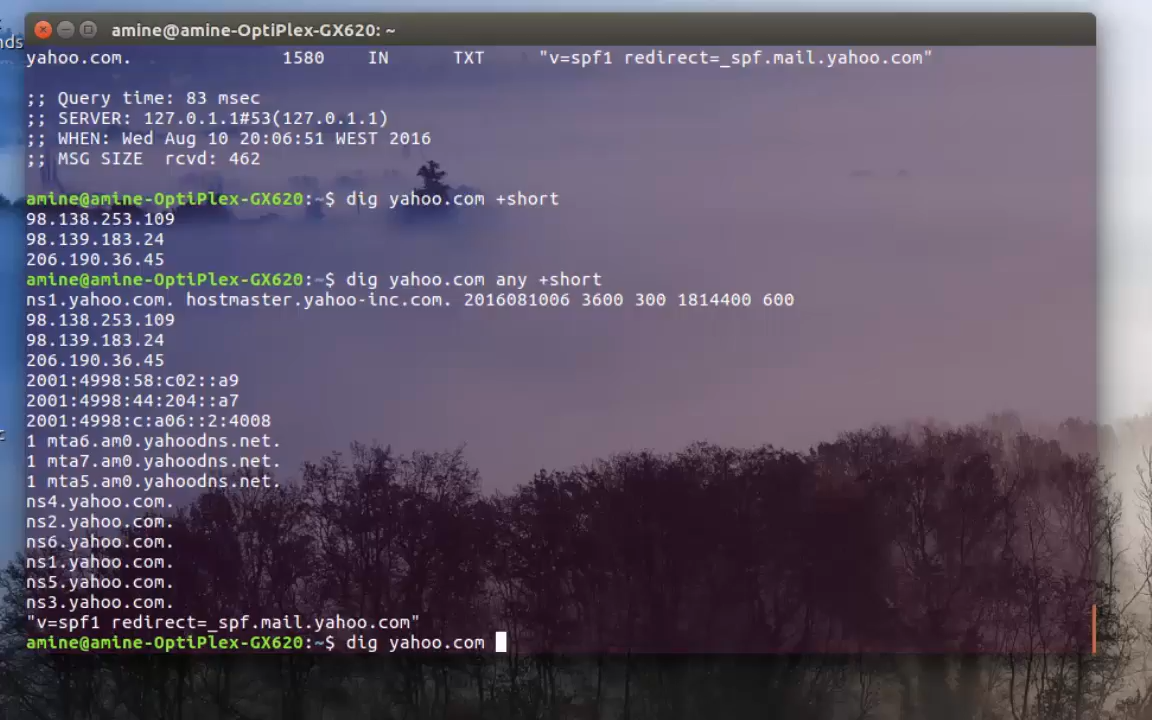 amine@amine-OptiPlex-GX620: ~
nds
yahoo.com. 1580 IN TXT "v=spf1 redirect=_spf.mail.yahoo.com"
;; Query time: 83 msec
;; SERVER: 127.0.1.1#53(127.0.1.1)
;; WHEN: Wed Aug 10 20:06:51 WEST 2016
;; MSG SIZE  rcvd: 462
amine@amine-OptiPlex-GX620:~$ dig yahoo.com +short
98.138.253.109
98.139.183.24
206.190.36.45
amine@amine-OptiPlex-GX620:~$ dig yahoo.com any +short
ns1.yahoo.com. hostmaster.yahoo-inc.com. 2016081006 3600 300 1814400 600
98.138.253.109
98.139.183.24
206.190.36.45
2001:4998:58:c02::a9
2001:4998:44:204::a7
2001:4998:c:a06::2:4008
1 mta6.am0.yahoodns.net.
1 mta7.am0.yahoodns.net.
1 mta5.am0.yahoodns.net.
ns4.yahoo.com.
ns2.yahoo.com.
ns6.yahoo.com.
ns1.yahoo.com.
ns5.yahoo.com.
ns3.yahoo.com.
"v=spf1 redirect=_spf.mail.yahoo.com"
amine@amine-OptiPlex-GX620:~$ dig yahoo.com